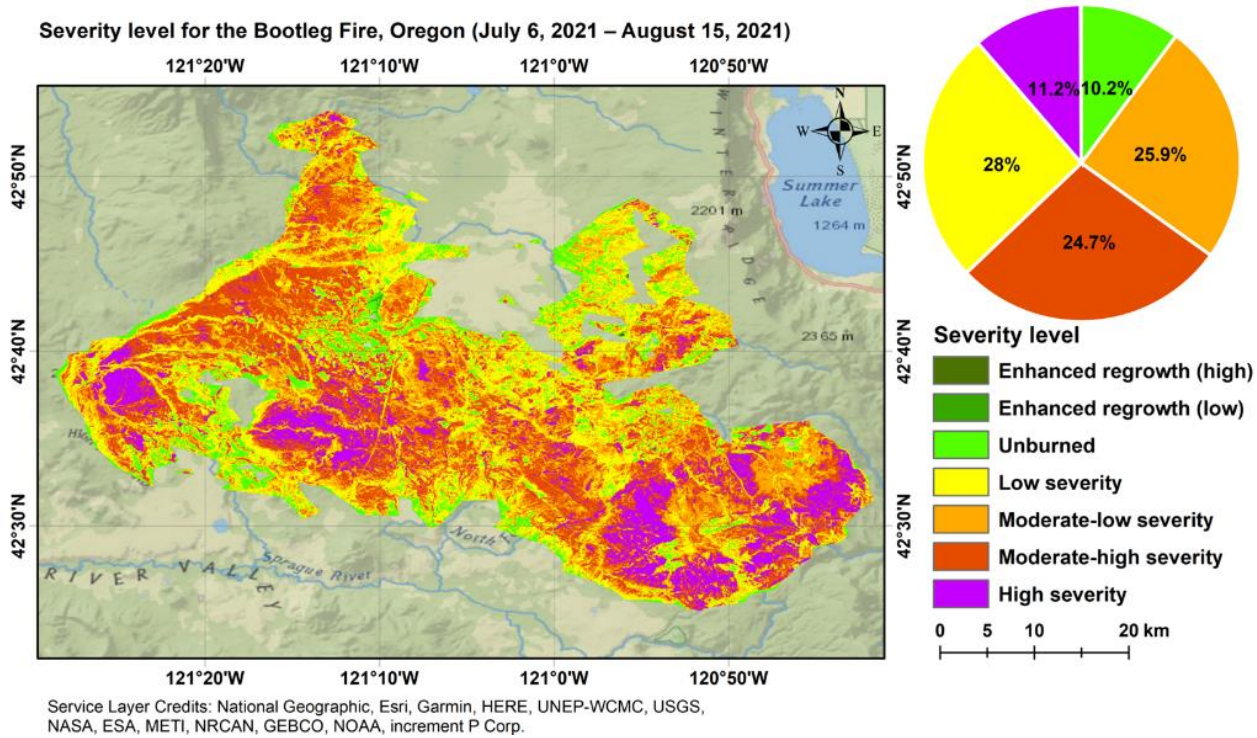 Severity level for the Bootleg Fire, Oregon (July 6, 2021 – August 15, 2021)
121°20'W 121°10'W 121°0'W 120°50'W
N
W E
S
42°50'N 42°50'N
WINTER RIDGE
Summer
Lake
2201 m
1264 m
42°40'N 2365 m 42°40'N
42°30'N 42°30'N
North
Sprague River
RIVER VALLEY
121°20'W 121°10'W 121°0'W 120°50'W
11.2% 10.2%
28% 25.9%
24.7%
Severity level
Enhanced regrowth (high)
Enhanced regrowth (low)
Unburned
Low severity
Moderate-low severity
Moderate-high severity
High severity
0 5 10 20 km
Service Layer Credits: National Geographic, Esri, Garmin, HERE, UNEP-WCMC, USGS,
NASA, ESA, METI, NRCAN, GEBCO, NOAA, increment P Corp.